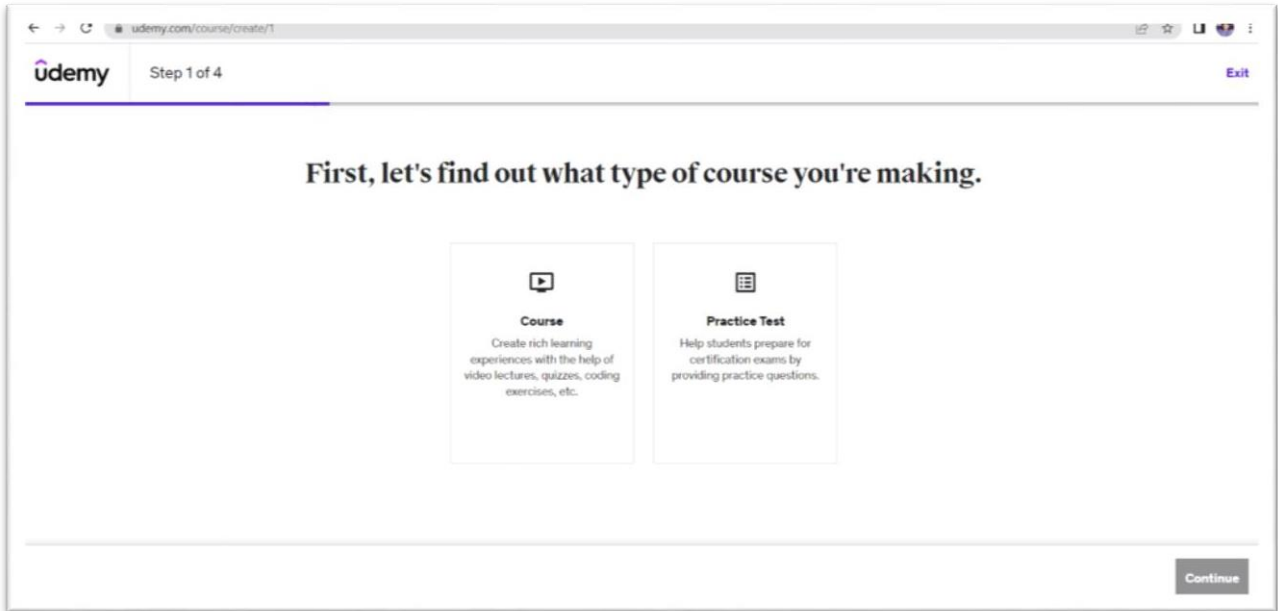 udemy.com/course/create/1
ûdemy
Step 1 of 4
Exit
First, let's find out what type of course you're making.
Course
Create rich learning
experiences with the help of
video lectures, quizzes, coding
exercises, etc.
Practice Test
Help students prepare for
certification exams by
providing practice questions.
Continue